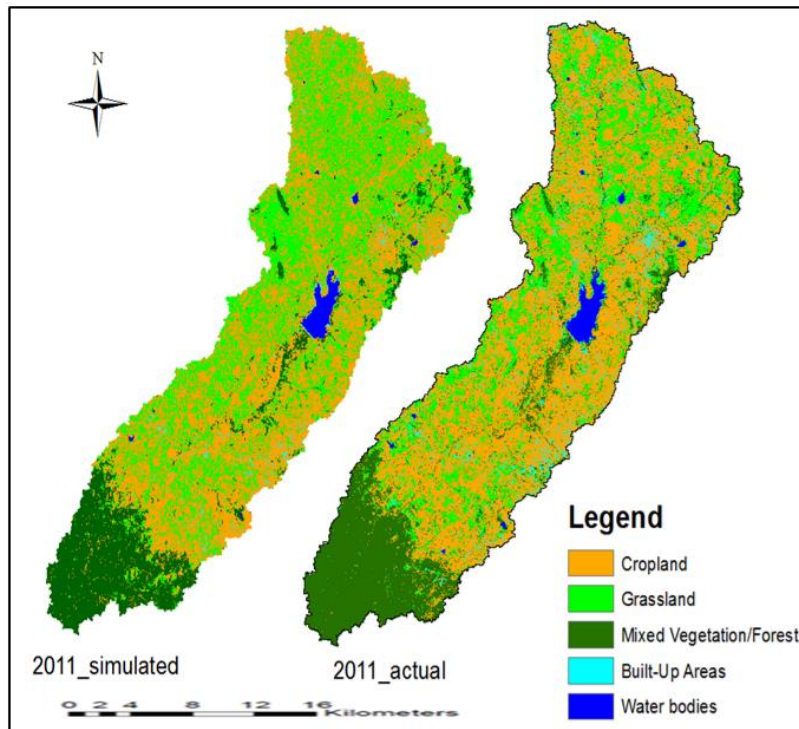 N
Legend
Cropland
Grassland
Mixed Vegetation/Forest
Built-Up Areas
Water bodies
2011_simulated
2011_actual
0 2 4 8 12 16
Kilometers